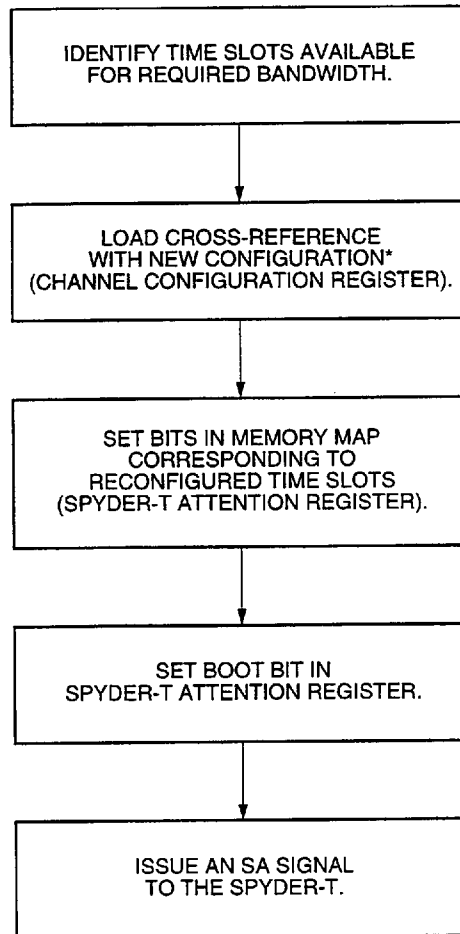 IDENTIFY TIME SLOTS AVAILABLE
FOR REQUIRED BANDWIDTH.
LOAD CROSS-REFERENCE
WITH NEW CONFIGURATION*
(CHANNEL CONFIGURATION REGISTER).
SET BITS IN MEMORY MAP
CORRESPONDING TO
RECONFIGURED TIME SLOTS
(SPYDER-T ATTENTION REGISTER).
SET BOOT BIT IN
SPYDER-T ATTENTION REGISTER.
ISSUE AN SA SIGNAL
TO THE SPYDER-T.